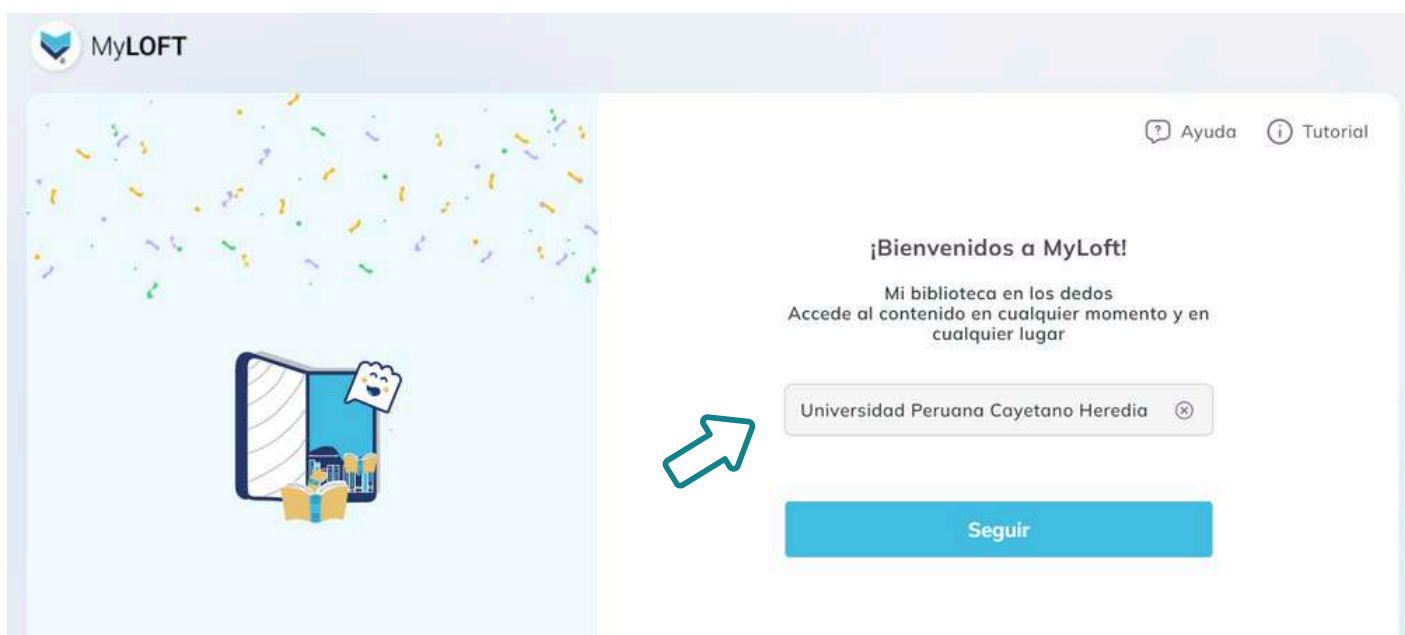 MyLOFT
Ayuda
Tutorial
¡Bienvenidos a MyLoft!
Mi biblioteca en los dedos
Accede al contenido en cualquier momento y en
cualquier lugar
Universidad Peruana Cayetano Heredia
Seguir